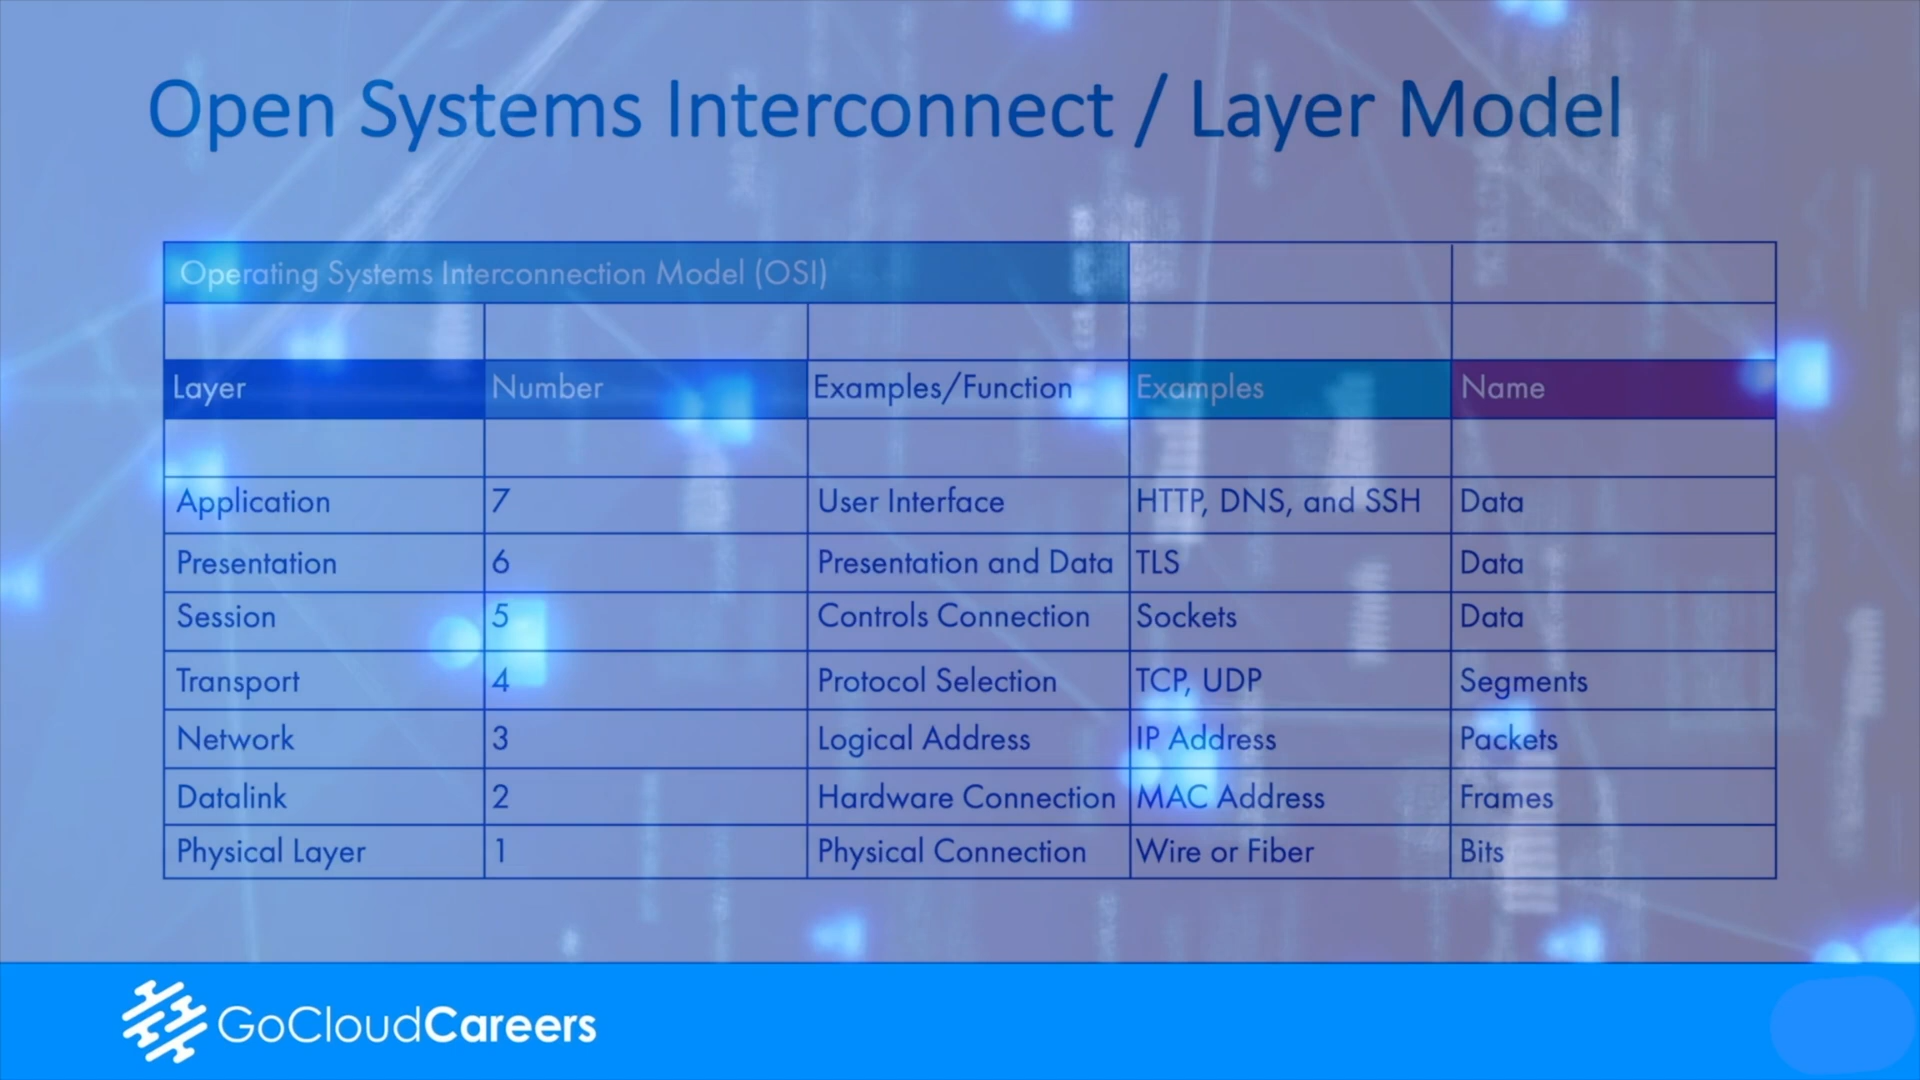 Open Systems Interconnect / Layer Model
Operating Systems Interconnection Model (OSI)
Layer Number Examples/Function Examples Name
Application 7 User Interface HTTP, DNS, and SSH Data
Presentation 6 Presentation and Data TLS Data
Session 5 Controls Connection Sockets Data
Transport 4 Protocol Selection TCP, UDP Segments
Network 3 Logical Address IP Address Packets
Datalink 2 Hardware Connection MAC Address Frames
Physical Layer 1 Physical Connection Wire or Fiber Bits
GoCloudCareers